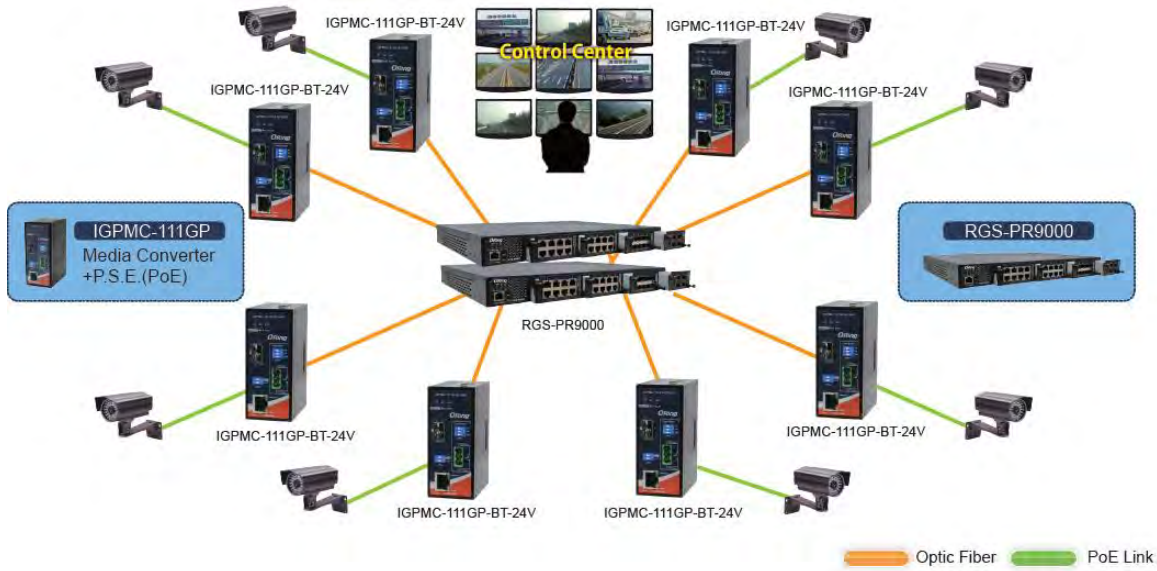 IGPMC-111GP-BT-24V
IGPMC-111GP-BT-24V
Control Center
IGPMC-111GP-BT-24V
IGPMC-111GP-BT-24V
IGPMC-111GP
Media Converter
+P.S.E.(PoE)
RGS-PR9000
RGS-PR9000
IGPMC-111GP-BT-24V
IGPMC-111GP-BT-24V
IGPMC-111GP-BT-24V
IGPMC-111GP-BT-24V
Optic Fiber
PoE Link